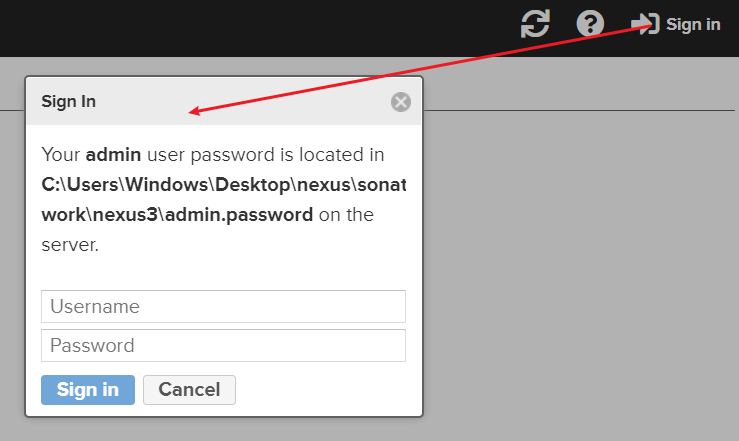 Sign in
Sign In
Your admin user password is located in
C:\Users\Windows\Desktop\nexus\sonat
work\nexus3\admin.password on the
server.
Username
Password
Sign in
Cancel